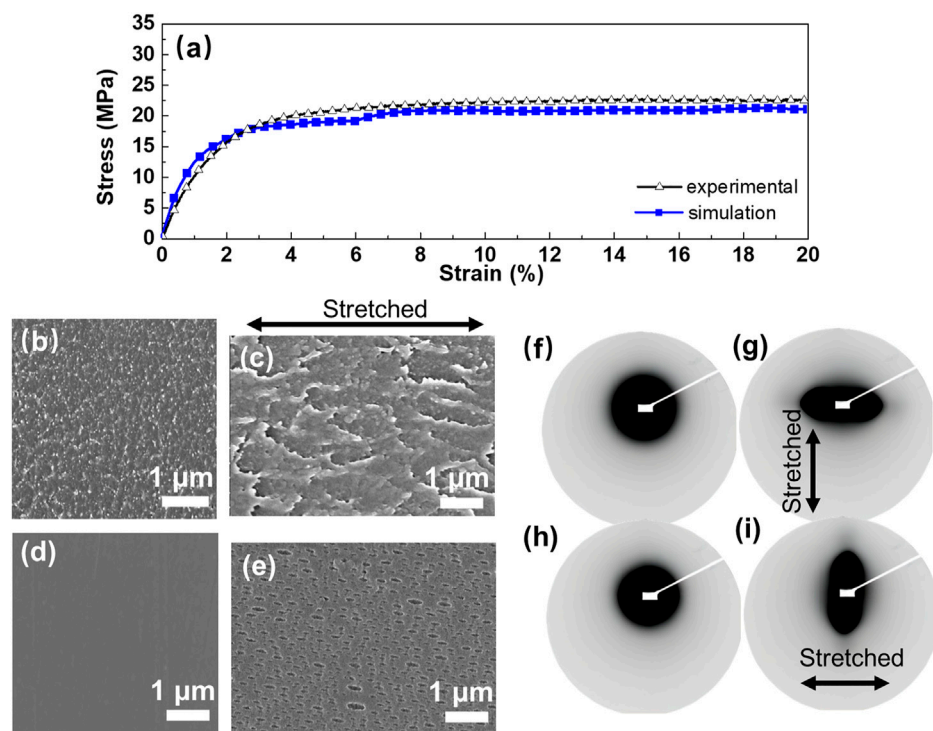 (a)
35
30
25
20
15
10
5
0
Stress (MPa)
experimental
simulation
0 2 4 6 8 10 12 14 16 18 20
Strain (%)
Stretched
(b)
1 µm
(c)
1 µm
(d)
1 µm
(e)
1 µm
(f)
(g)
Stretched
(h)
(i)
Stretched